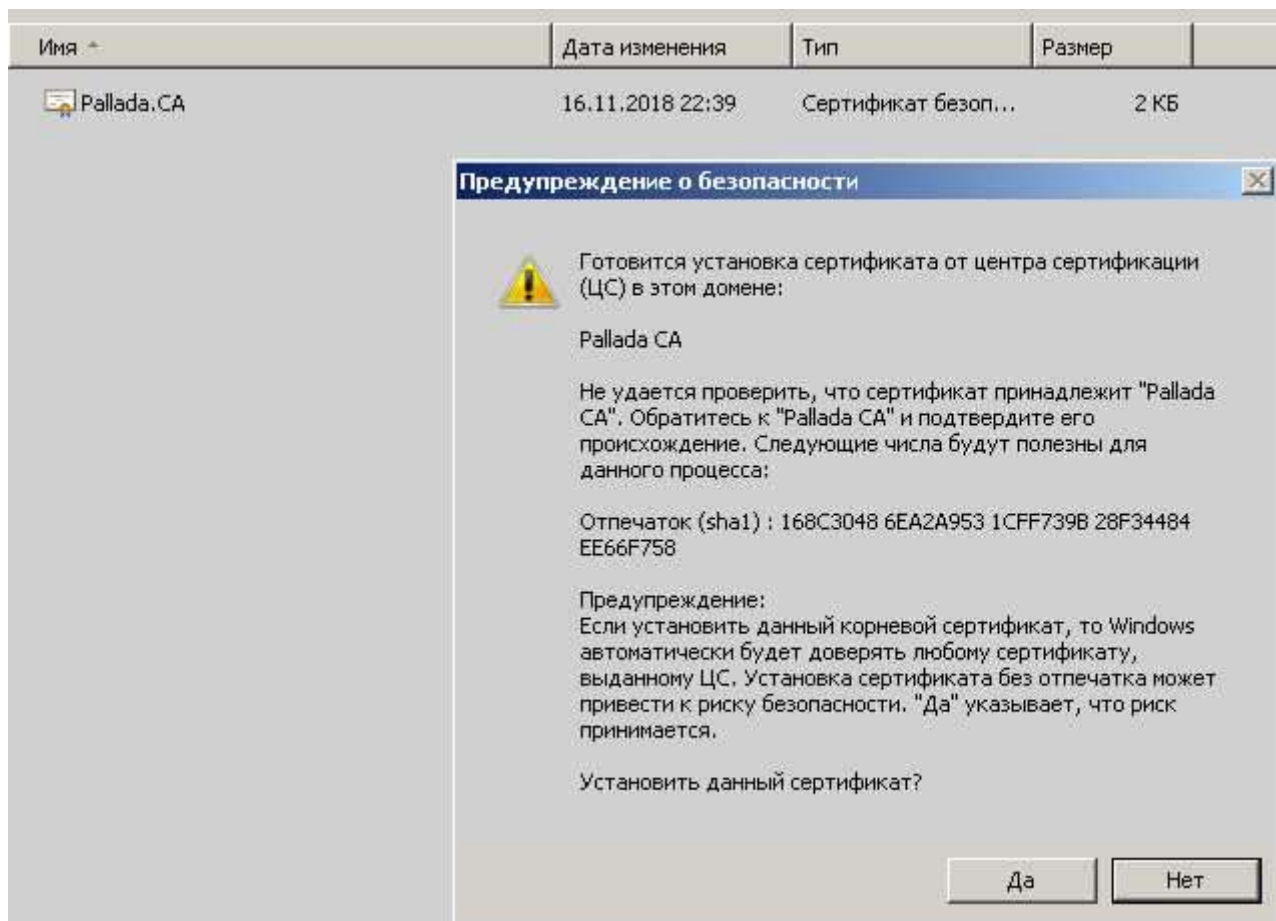 Имя Дата изменения Тип Размер
Pallada.CA 16.11.2018 22:39 Сертификат безоп... 2 КБ
Предупреждение о безопасности
Готовится установка сертификата от центра сертификации
(ЦС) в этом домене:
Pallada CA
Не удается проверить, что сертификат принадлежит "Pallada
CA". Обратитесь к "Pallada CA" и подтвердите его
происхождение. Следующие числа будут полезны для
данного процесса:
Отпечаток (sha1) : 168C3048 6EA2A953 1CFF739B 28F34484
EE66F758
Предупреждение:
Если установить данный корневой сертификат, то Windows
автоматически будет доверять любому сертификату,
выданному ЦС. Установка сертификата без отпечатка может
привести к риску безопасности. "Да" указывает, что риск
принимается.
Установить данный сертификат?
Да Нет